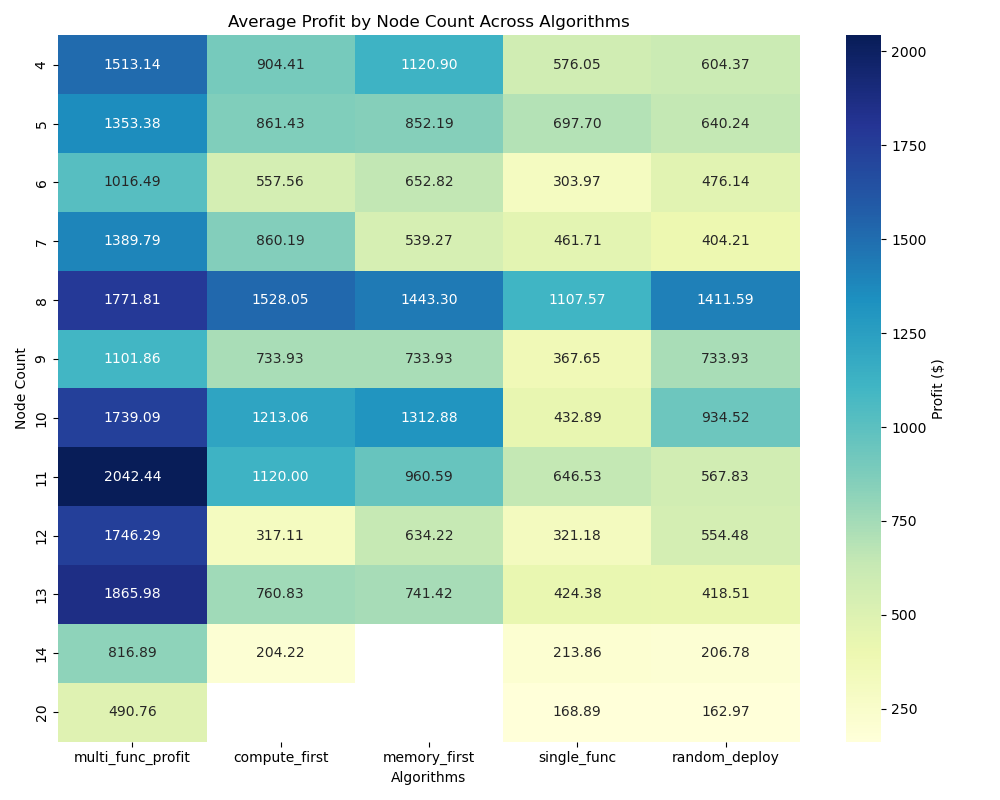 Average Profit by Node Count Across Algorithms
Node Count
4 1513.14 904.41 1120.90 576.05 604.37
5 1353.38 861.43 852.19 697.70 640.24
6 1016.49 557.56 652.82 303.97 476.14
7 1389.79 860.19 539.27 461.71 404.21
8 1771.81 1528.05 1443.30 1107.57 1411.59
9 1101.86 733.93 733.93 367.65 733.93
10 1739.09 1213.06 1312.88 432.89 934.52
11 2042.44 1120.00 960.59 646.53 567.83
12 1746.29 317.11 634.22 321.18 554.48
13 1865.98 760.83 741.42 424.38 418.51
14 816.89 204.22 213.86 206.78
20 490.76 168.89 162.97
multi_func_profit compute_first memory_first single_func random_deploy
Algorithms
2000
1750
1500
1250
1000
750
500
250
Profit ($)